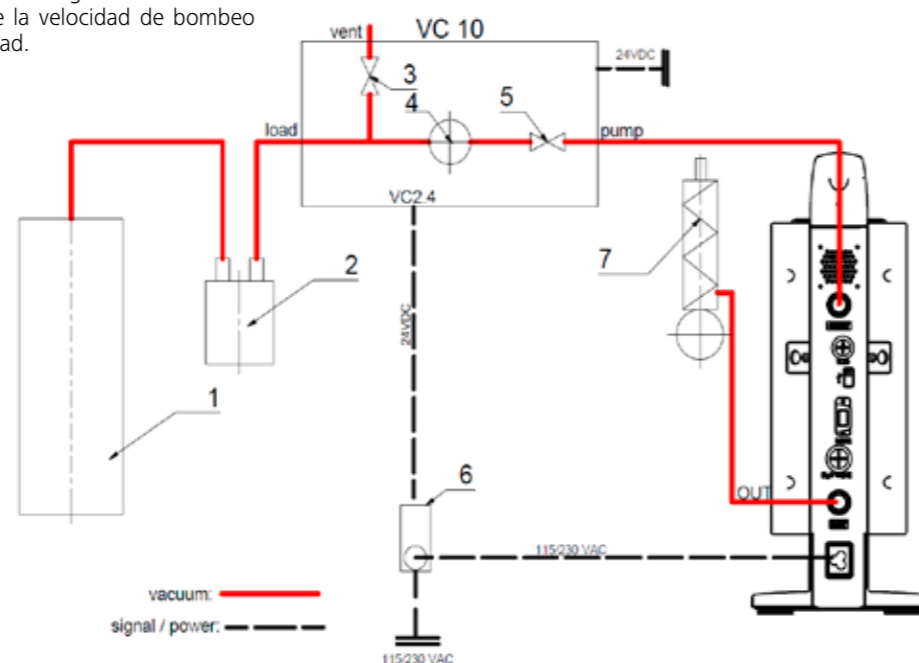 e la velocidad de bombeo
ad.
vent
VC 10
24VDC
3
4
5
load
pump
VC2.4
7
2
24VDC
1
6
OUT
115/230 VAC
vacuum:
signal / power:
115/230 VAC